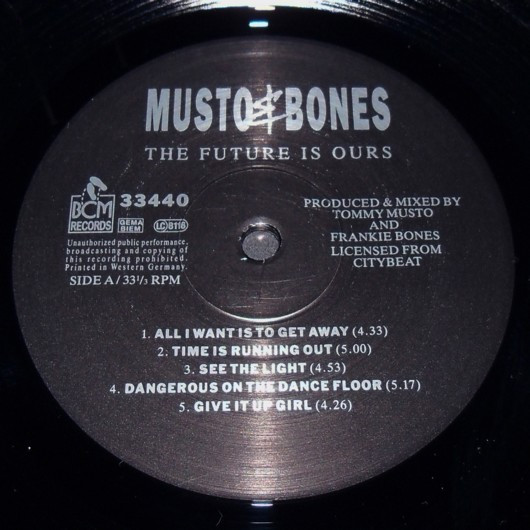 MUSTO & BONES
THE FUTURE IS OURS
BCM
RECORDS
33440
GEMA
BIEM
LC 8116
Unauthorized public performance,
broadcasting and copying of
this recording prohibited.
Printed in Western Germany.
SIDE A / 33 1/3 RPM
PRODUCED & MIXED BY
TOMMY MUSTO
AND
FRANKIE BONES
LICENSED FROM
CITYBEAT
1. ALL I WANT IS TO GET AWAY (4.33)
2: TIME IS RUNNING OUT (5.00)
3. SEE THE LIGHT (4.53)
4. DANGEROUS ON THE DANCE FLOOR (5.17)
5. GIVE IT UP GIRL (4.26)